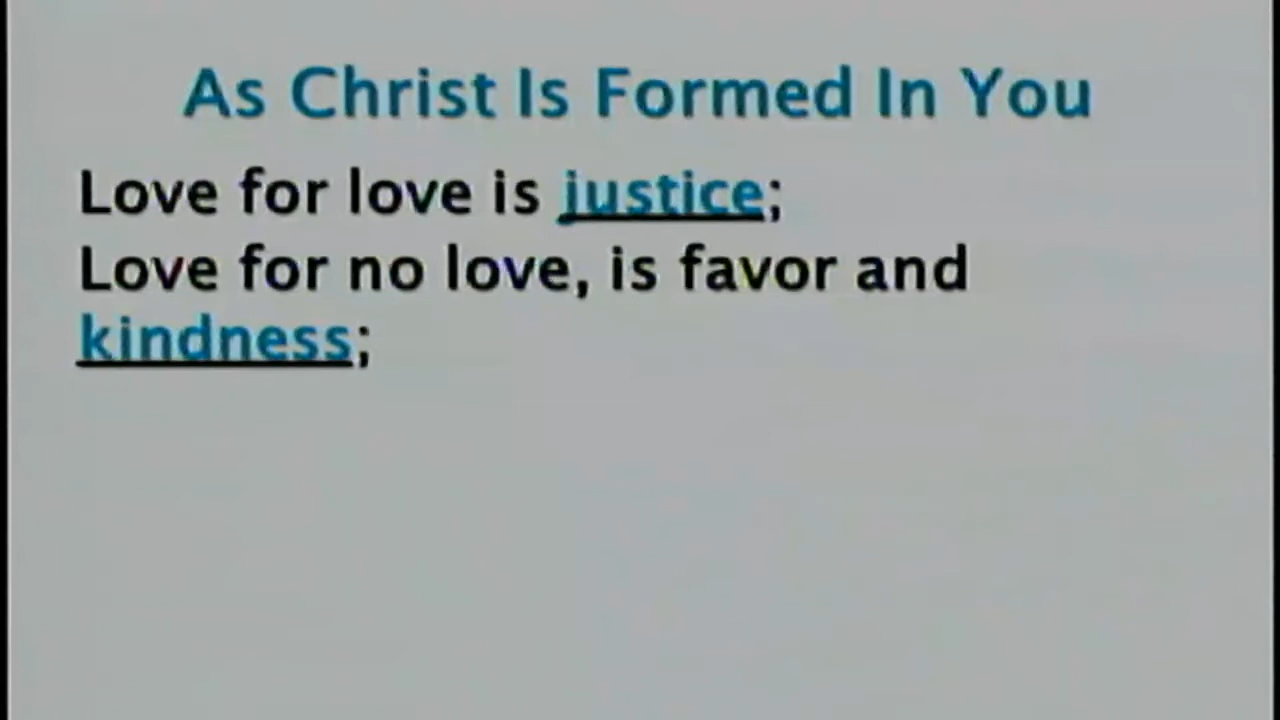 As Christ Is Formed In You
Love for love is justice;
Love for no love, is favor and
kindness;